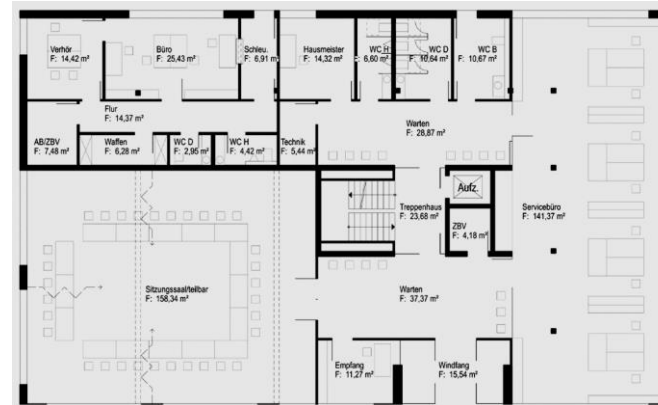 Verhör
F: 14,42 m²
Büro
F: 25,43 m²
Schleu.
F: 6,91 m²
Hausmeister
F: 14,32 m²
WC H
F: 6,60 m²
WC D
F: 10,64 m²
WC B
F: 10,67 m²
Flur
F: 14,37 m²
AB/ZBV
F: 7,48 m²
Waffen
F: 6,28 m²
WC D
F: 2,95 m²
WC H
F: 4,42 m²
Technik
F: 5,44 m²
Warten
F: 28,87 m²
Aufz.
Treppenhaus
F: 23,68 m²
ZBV
F: 4,18 m²
Servicebüro
F: 141,37 m²
Sitzungssaal/teilbar
F: 158,34 m²
Warten
F: 37,37 m²
Empfang
F: 11,27 m²
Windfang
F: 15,54 m²